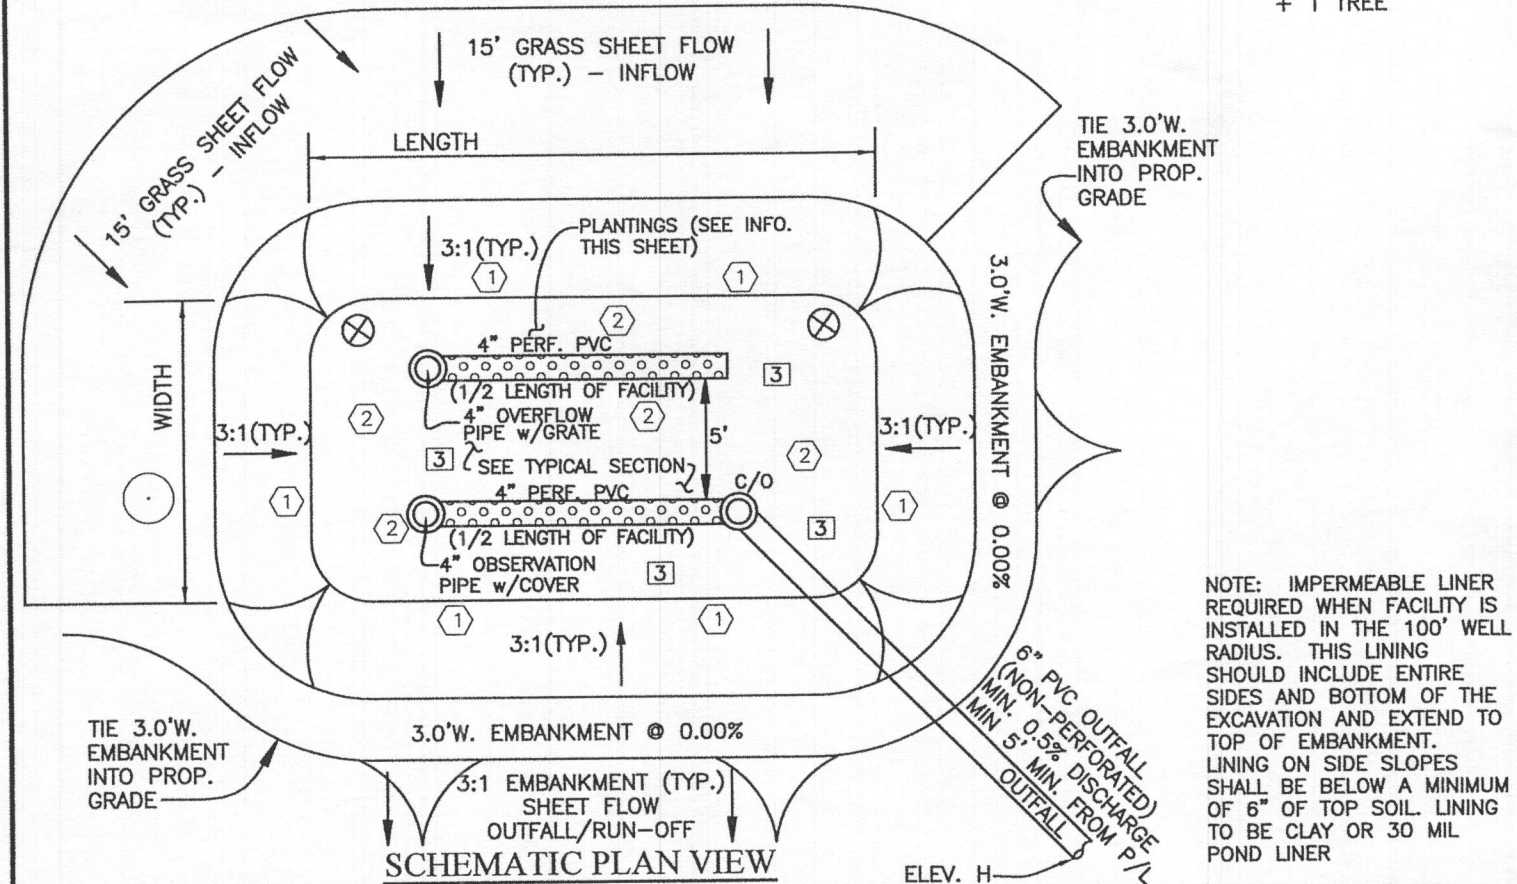 + 1 TREE
15' GRASS SHEET FLOW
(TYP.) - INFLOW
15' GRASS SHEET FLOW
(TYP.) - INFLOW
TIE 3.0'W.
EMBANKMENT
INTO PROP.
GRADE
LENGTH
PLANTINGS (SEE INFO.
THIS SHEET)
3:1(TYP.)
1
1
2
4" PERF. PVC
(1/2 LENGTH OF FACILITY)
3
WIDTH
2
4" OVERFLOW
PIPE w/GRATE
2
5'
3:1(TYP.)
3:1(TYP.)
3
SEE TYPICAL SECTION
2
3.0'W. EMBANKMENT @ 0.00%
4" PERF. PVC
C/O
1
1
2
(1/2 LENGTH OF FACILITY)
3
4" OBSERVATION
PIPE w/COVER
3
1
1
3:1(TYP.)
NOTE: IMPERMEABLE LINER
REQUIRED WHEN FACILITY IS
INSTALLED IN THE 100' WELL
RADIUS. THIS LINING
SHOULD INCLUDE ENTIRE
SIDES AND BOTTOM OF THE
EXCAVATION AND EXTEND TO
TOP OF EMBANKMENT.
LINING ON SIDE SLOPES
SHALL BE BELOW A MINIMUM
OF 6" OF TOP SOIL. LINING
TO BE CLAY OR 30 MIL
POND LINER
6" PVC OUTFALL
(NON-PERFORATED)
MIN. 0.5% DISCHARGE
MIN 5' MIN. FROM P/L
OUTFALL
TIE 3.0'W.
EMBANKMENT
INTO PROP.
GRADE
3.0'W. EMBANKMENT @ 0.00%
3:1 EMBANKMENT (TYP.)
SHEET FLOW
OUTFALL/RUN-OFF
SCHEMATIC PLAN VIEW
ELEV. H